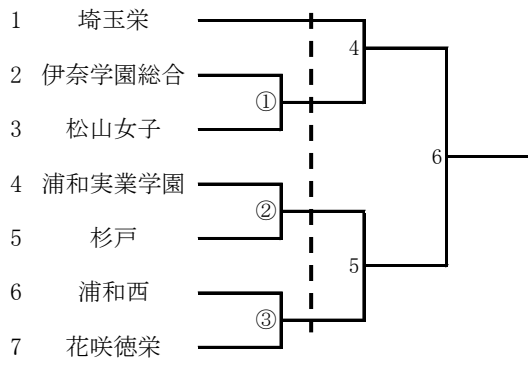 1 埼玉栄
4
2 伊奈学園総合
①
3 松山女子
6
4 浦和実業学園
②
5 杉戸
5
6 浦和西
③
7 花咲徳栄